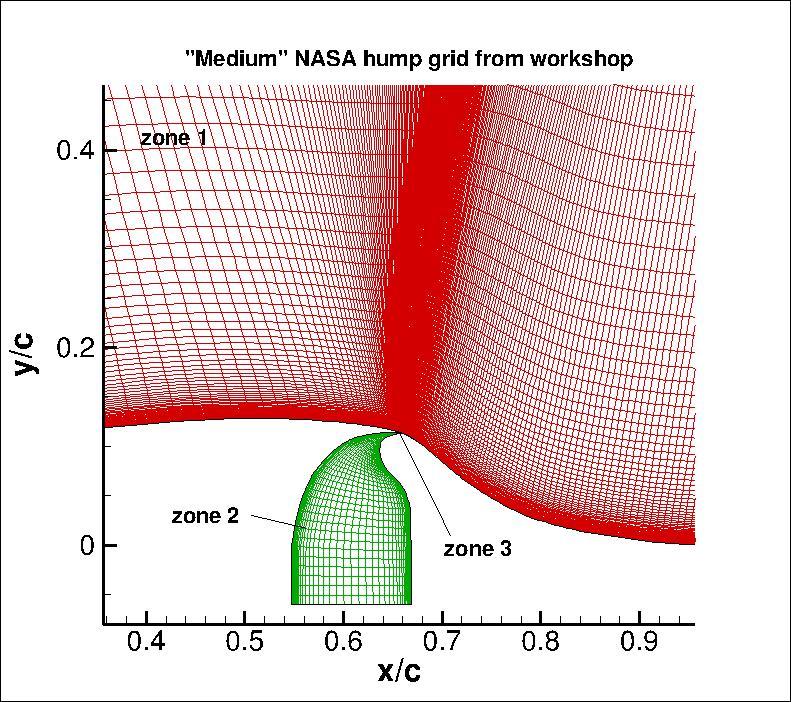 "Medium" NASA hump grid from workshop
zone 1
0.4
0.2
y/c
zone 2
0
zone 3
0.4 0.5 0.6 0.7 0.8 0.9
x/c